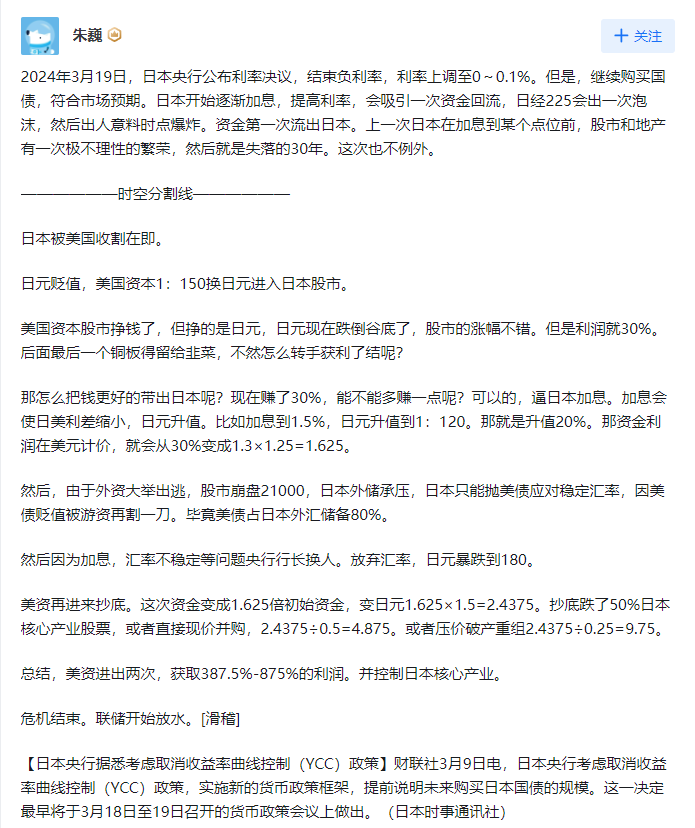 朱巍
+ 关注
2024年3月19日，日本央行公布利率决议，结束负利率，利率上调至0～0.1%。但是，继续购买国
债，符合市场预期。日本开始逐渐加息，提高利率，会吸引一次资金回流，日经225会出一次泡
沫，然后出人意料时点爆炸。资金第一次流出日本。上一次日本在加息到某个点位前，股市和地产
有一次极不理性的繁荣，然后就是失落的30年。这次也不例外。
——————时空分割线——————
日本被美国收割在即。
日元贬值，美国资本1：150换日元进入日本股市。
美国资本股市挣钱了，但挣的是日元，日元现在跌倒谷底了，股市的涨幅不错。但是利润就30%。
后面最后一个铜板得留给韭菜，不然怎么转手获利了结呢？
那怎么把钱更好的带出日本呢？现在赚了30%，能不能多赚一点呢？可以的，逼日本加息。加息会
使日美利差缩小，日元升值。比如加息到1.5%，日元升值到1：120。那就是升值20%。那资金利
润在美元计价，就会从30%变成1.3×1.25=1.625。
然后，由于外资大举出逃，股市崩盘21000，日本外储承压，日本只能抛美债应对稳定汇率，因美
债贬值被游资再割一刀。毕竟美债占日本外汇储备80%。
然后因为加息，汇率不稳定等问题央行行长换人。放弃汇率，日元暴跌到180。
美资再进来抄底。这次资金变成1.625倍初始资金，变日元1.625×1.5=2.4375。抄底跌了50%日本
核心产业股票，或者直接现价并购，2.4375÷0.5=4.875。或者压价破产重组2.4375÷0.25=9.75。
总结，美资进出两次，获取387.5%-875%的利润。并控制日本核心产业。
危机结束。联储开始放水。[滑稽]
【日本央行据悉考虑取消收益率曲线控制（YCC）政策】财联社3月9日电，日本央行考虑取消收益
率曲线控制（YCC）政策，实施新的货币政策框架，提前说明未来购买日本国债的规模。这一决定
最早将于3月18日至19日召开的货币政策会议上做出。（日本时事通讯社）